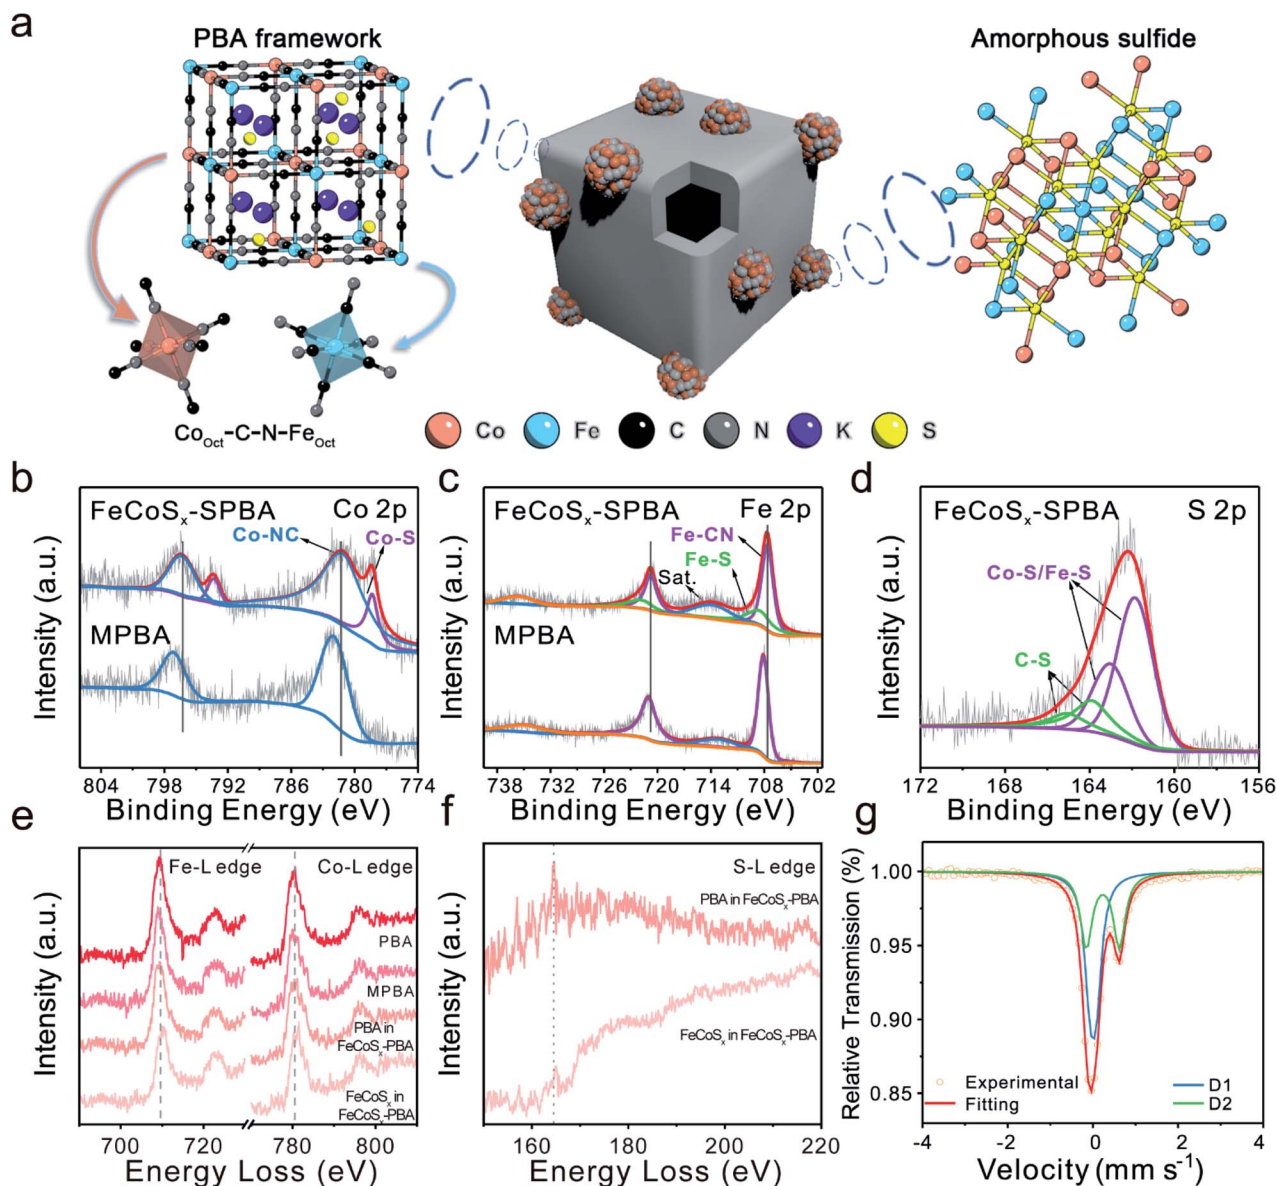 a
PBA framework
Amorphous sulfide
Co_Oct-C-N-Fe_Oct
Co Fe C N K S
b
FeCoS_x-SPBA Co 2p
Co-NC
Co-S
MPBA
Intensity (a.u.)
804 798 792 786 780 774
Binding Energy (eV)
c
FeCoS_x-SPBA Fe 2p
Fe-CN
Fe-S
Sat.
MPBA
Intensity (a.u.)
738 732 726 720 714 708 702
Binding Energy (eV)
d
FeCoS_x-SPBA S 2p
Co-S/Fe-S
C-S
Intensity (a.u.)
172 168 164 160 156
Binding Energy (eV)
e
Fe-L edge Co-L edge
PBA
MPBA
PBA in
FeCoS_x-PBA
FeCoS_x in
FeCoS_x-PBA
Intensity (a.u.)
700 720 780 800
Energy Loss (eV)
f
S-L edge
PBA in FeCoS_x-PBA
FeCoS_x in FeCoS_x-PBA
Intensity (a.u.)
160 180 200 220
Energy Loss (eV)
g
Relative Transmission (%)
1.00
0.95
0.90
0.85
Experimental
Fitting
D1
D2
-4 -2 0 2 4
Velocity (mm s⁻¹)